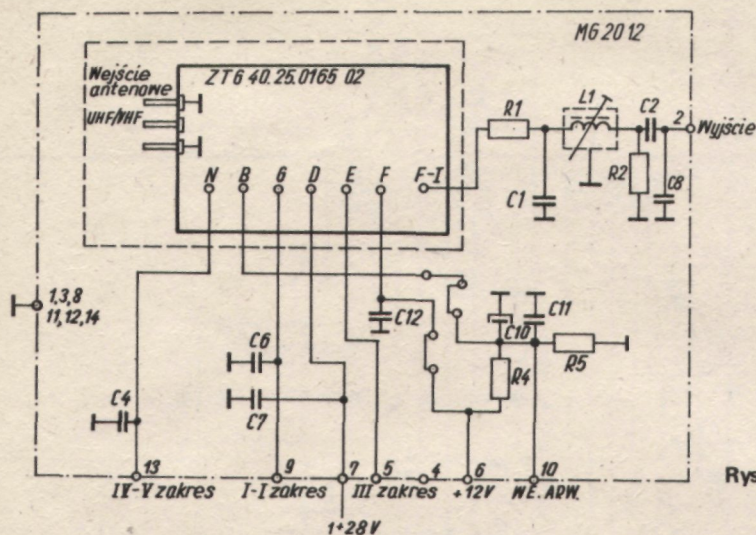 MG 2012
Wejście
antenowe
UHF/VHF
ZT6 40.25.0165 02
N B G D E F F-I
R1
L1
C2
2
Wyjście
C1
R2
C8
1,3,8
11,12,14
C12
C10
C11
R5
R4
C6
C7
C4
13 9 7 5 4 6 10
IV-V zakres I-I zakres III zakres +12V WE. ARW.
1÷28V
Rys